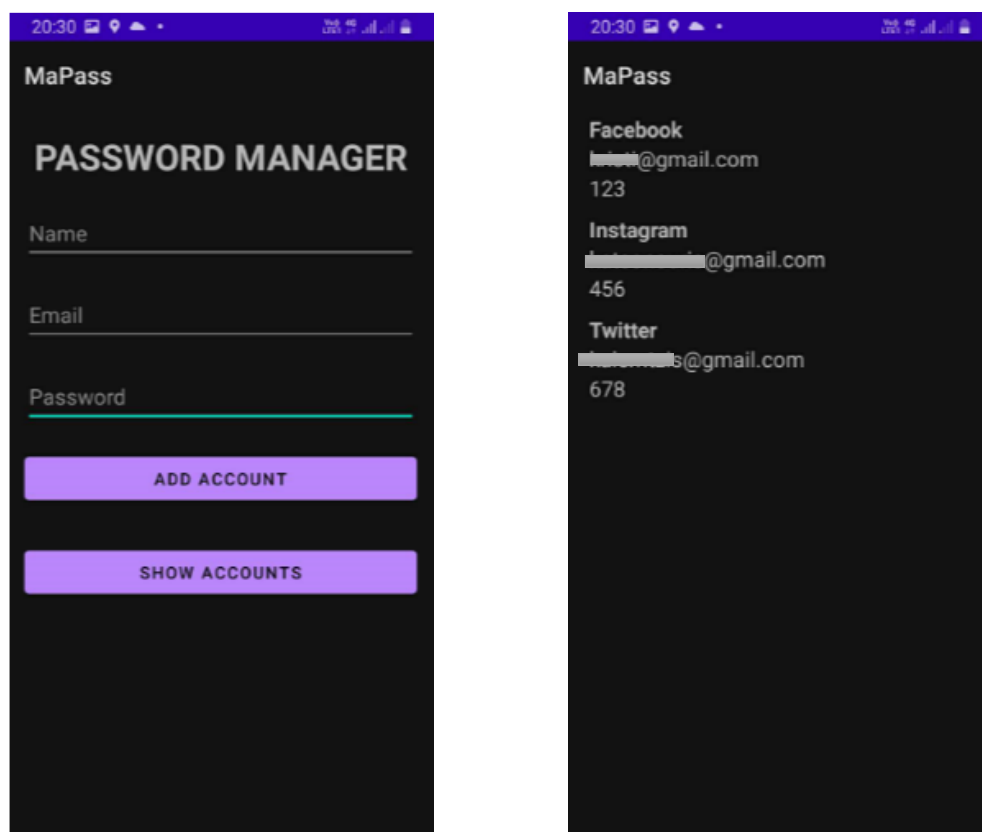 20:30
MaPass
PASSWORD MANAGER
Name
Email
Password
ADD ACCOUNT
SHOW ACCOUNTS
20:30
MaPass
Facebook
@gmail.com
123
Instagram
@gmail.com
456
Twitter
s@gmail.com
678